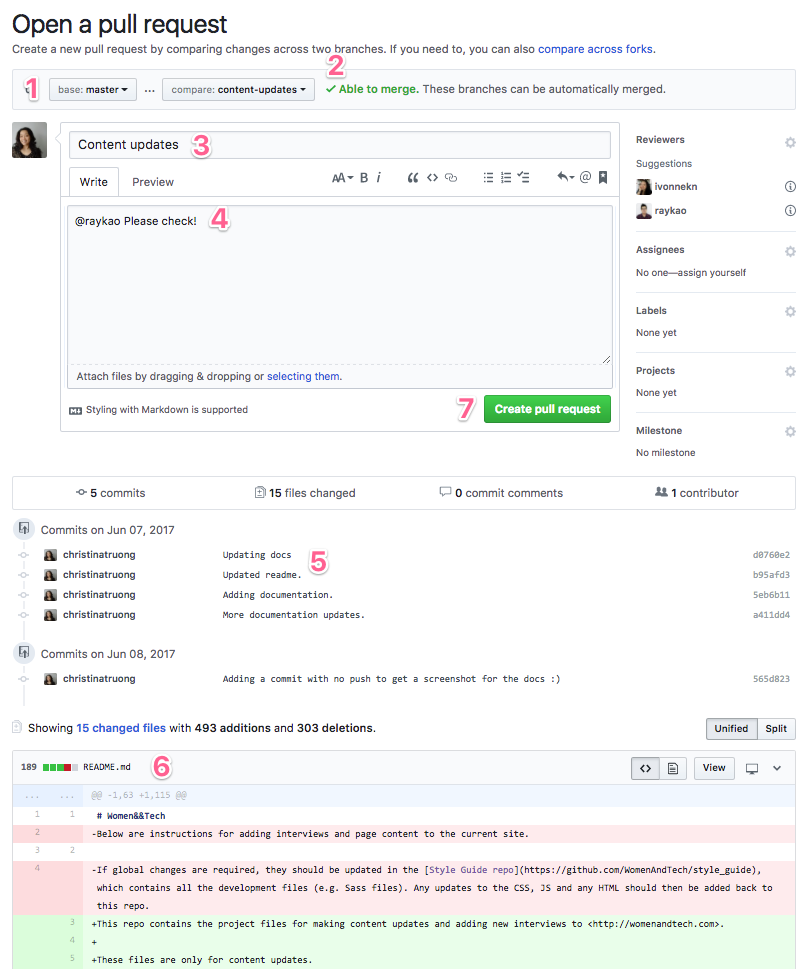 Open a pull request
Create a new pull request by comparing changes across two branches. If you need to, you can also compare across forks.
1 base: master ... compare: content-updates 2 Able to merge. These branches can be automatically merged.
Content updates 3
Write Preview AA B i
@raykao Please check! 4
Attach files by dragging & dropping or selecting them.
Styling with Markdown is supported
7 Create pull request
Reviewers
Suggestions
ivonnekn
raykao
Assignees
No one—assign yourself
Labels
None yet
Projects
None yet
Milestone
No milestone
5 commits 15 files changed 0 commit comments 1 contributor
Commits on Jun 07, 2017
christinatruong Updating docs 5 d0760e2
christinatruong Updated readme. b95afd3
christinatruong Adding documentation. 5eb6b11
christinatruong More documentation updates. a411dd4
Commits on Jun 08, 2017
christinatruong Adding a commit with no push to get a screenshot for the docs :) 565d823
Showing 15 changed files with 493 additions and 303 deletions. Unified Split
189 README.md 6 <> View
... ... @@ -1,63 +1,115 @@
1 1 # Women&&Tech
2 -Below are instructions for adding interviews and page content to the current site.
3 2
4 -If global changes are required, they should be updated in the [Style Guide repo](https://github.com/WomenAndTech/style_guide),
which contains all the development files (e.g. Sass files). Any updates to the CSS, JS and any HTML should then be added back to
this repo.
3 +This repo contains the project files for making content updates and adding new interviews to <http://womenandtech.com>.
4 +
5 +These files are only for content updates.